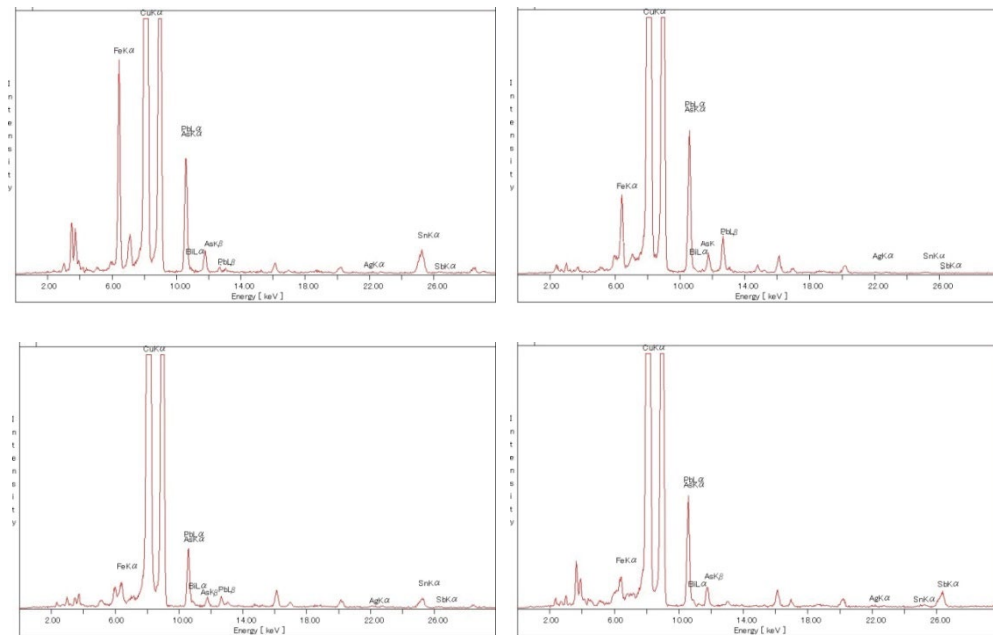 CuKα
FeKα
PbLα
AsKα
AsKβ
BiLα
PbLβ
SnKα
AgKα
SbKα
Intensity
2.00 6.00 10.00 14.00 18.00 22.00 26.00
Energy [ keV ]
CuKα
PbLα
AsKα
FeKα
PbLβ
AsK
BiLα
AgKα
SnKα
SbKα
Intensity
2.00 6.00 10.00 14.00 18.00 22.00 26.00
Energy [ keV ]
CuKα
PbLα
AsKα
FeKα
BiLα
AsKβ
PbLβ
SnKα
AgKα
SbKα
Intensity
2.00 6.00 10.00 14.00 18.00 22.00 26.00
Energy [ keV ]
CuKα
PbLα
AsKα
FeKα
AsKβ
BiLα
SbKα
AgKα
SnKα
Intensity
2.00 6.00 10.00 14.00 18.00 22.00 26.00
Energy [ keV ]